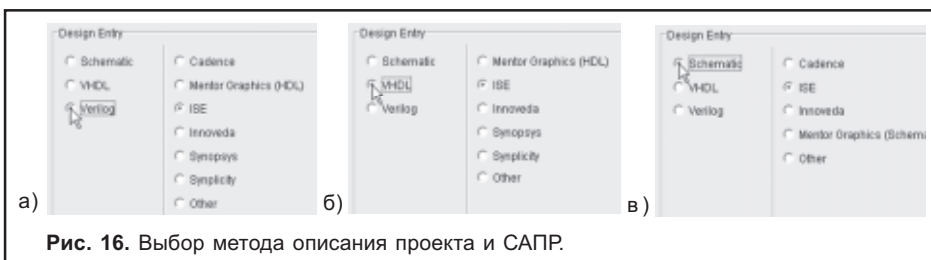 Design Entry
Schematic
VHDL
Verilog
Cadence
Mentor Graphics (HDL)
ISE
Innoveda
Synopsys
Synplicity
Other
а)
Design Entry
Schematic
VHDL
Verilog
Mentor Graphics (HDL)
ISE
Innoveda
Synopsys
Synplicity
Other
б)
Design Entry
Schematic
VHDL
Verilog
Cadence
ISE
Innoveda
Mentor Graphics (Schema
Other
в)
Рис. 16. Выбор метода описания проекта и САПР.